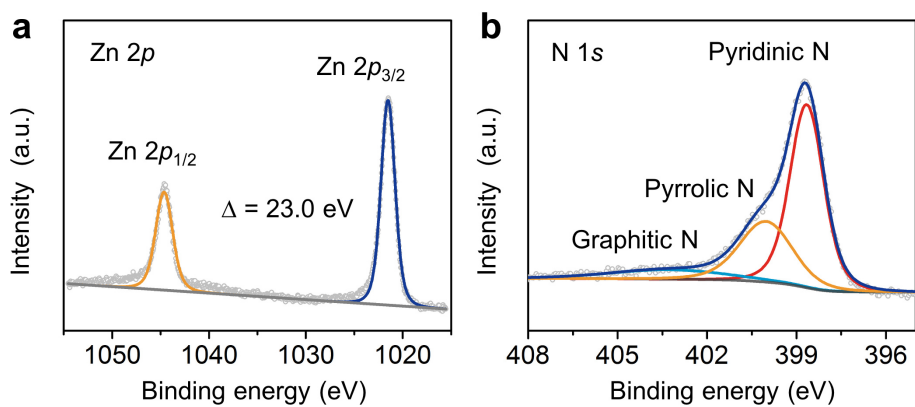 a
Zn 2p
Zn 2p3/2
Zn 2p1/2
Δ = 23.0 eV
Intensity (a.u.)
1050 1040 1030 1020
Binding energy (eV)
b
N 1s
Pyridinic N
Pyrrolic N
Graphitic N
Intensity (a.u.)
408 405 402 399 396
Binding energy (eV)